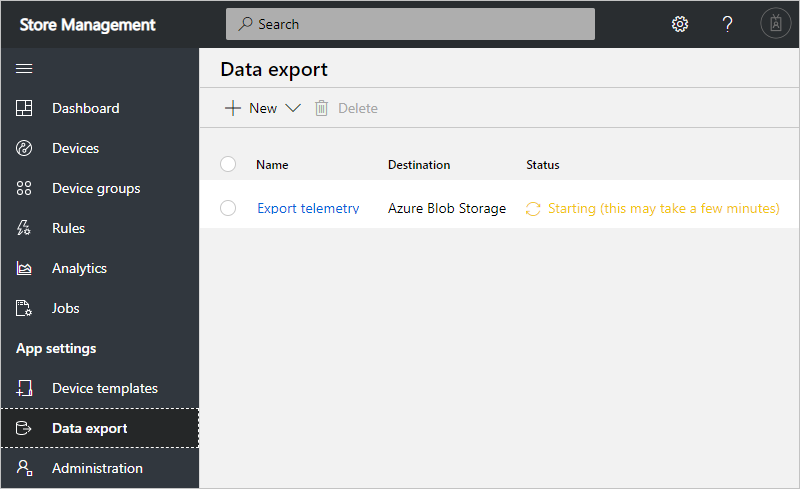 Store Management
Search
?
Data export
New
Delete
Dashboard
Devices
Device groups
Rules
Analytics
Jobs
App settings
Device templates
Data export
Administration
Name Destination Status
Export telemetry Azure Blob Storage Starting (this may take a few minutes)